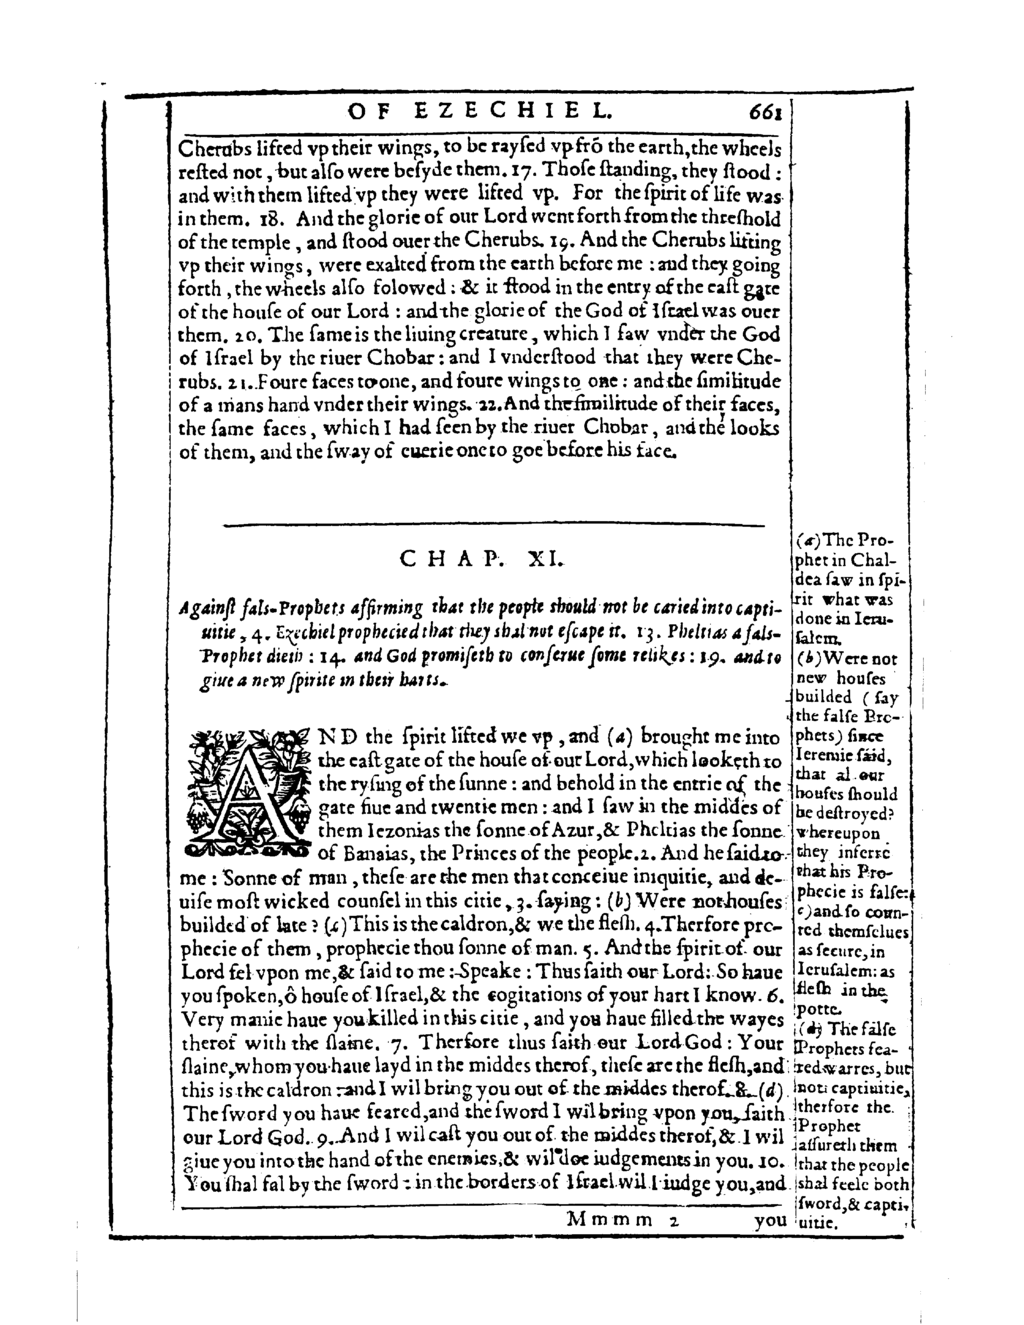 OF EZECHIEL. 661
Cherubs lifted vp their wings, to be rayſed vp frõ the earth, the wheels
reſted not, but alſo were beſyde them. 17. Thoſe ſtanding, they ſtood:
and with them lifted vp they were lifted vp. For the ſpirit of life was
in them. 18. And the glorie of our Lord went forth from the threſhold
of the temple, and ſtood ouer the Cherubs. 19. And the Cherubs lifting
vp their wings, were exalted from the earth before me: and they going
forth, the wheels alſo folowed: & it ſtood in the entry of the eaſt gate
of the houſe of our Lord: and the glorie of the God of Iſrael was ouer
them. 20. The ſame is the liuing creature, which I ſaw vnder the God
of Iſrael by the riuer Chobar: and I vnderſtood that they were Che-
rubs. 21. Foure faces to one, and foure wings to one: and the ſimilitude
of a mans hand vnder their wings. 22. And the ſimilitude of their faces,
the ſame faces, which I had ſeen by the riuer Chobar, and the looks
of them, and the ſway of euerie one to goe before his face.
CHAP. XI.
Againſt fals-Prophets affirming that the people should not be caried into capti-
uitie, 4. Ezechiel prophecied that they shal not eſcape it. 13. Pheltias a fals-
Prophet dieth: 14. and God promiſeth to conſerue ſome relikes: 19. and to
giue a new ſpirite in their harts.
AND the ſpirit lifted we vp, and (a) brought me into
the eaſt gate of the houſe of our Lord, which looketh to
the ryſing of the ſunne: and behold in the entrie of the
gate fiue and twentie men: and I ſaw in the middes of
them Iezonias the ſonne of Azur, & Pheltias the ſonne
of Banaias, the Princes of the people. 2. And he ſaid to
me: Sonne of man, theſe are the men that conceiue iniquitie, and de-
uiſe moſt wicked counſel in this citie, 3. ſaying: (b) Were not houſes
builded of late? (c) This is the caldron, & we the fleſh. 4. Therfore pro-
phecie of them, prophecie thou ſonne of man. 5. And the ſpirit of our
Lord fel vpon me, & ſaid to me: Speake: Thus ſaith our Lord: So haue
you ſpoken, ô houſe of Iſrael, & the cogitations of your hart I know. 6.
Very manie haue you killed in this citie, and you haue filled the wayes
therof with the ſlaine. 7. Therfore thus ſaith our Lord God: Your
ſlaine, whom you haue layd in the middes therof, theſe are the fleſh, and
this is the caldron: and I wil bring you out of the middes therof. 8. (d)
The ſword you haue feared, and the ſword I wil bring vpon you, ſaith
our Lord God. 9. And I wil caſt you out of the middes therof, & I wil
giue you into the hand of the enemies, & wil doe iudgements in you. 10.
You ſhal fal by the ſword: in the borders of Iſrael wil I iudge you, and
Mmmm 2 you
(a) The Pro-
phet in Chal-
dea ſaw in ſpi-
rit what was
done in Ieru-
ſalem.
(b) Were not
new houſes
builded (ſay
the falſe Pro-
phets) ſince
Ieremie ſaid,
that al our
houſes ſhould
be deſtroyed?
whereupon
they inferre
that his Pro-
phecie is falſe:
c) and ſo coun-
ted themſelues
as ſecure, in
Ieruſalem: as
fleſh in the
potte.
(d) The falſe
Prophets fea-
red warres, but
not captiuitie,
therfore the
Prophet
aſſureth them
that the people
shal feele both
ſword, & capti-
uitie.